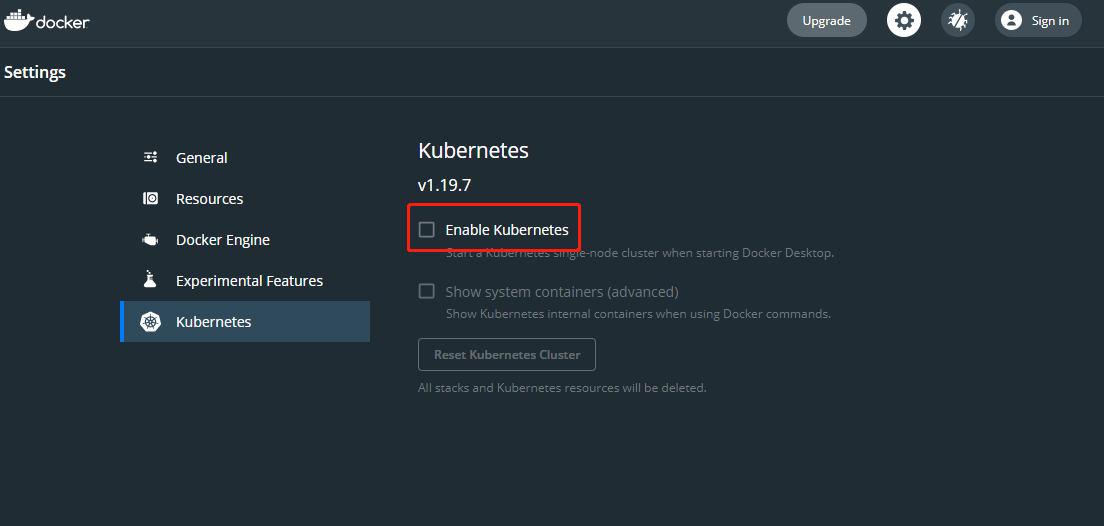 docker
Upgrade
Sign in
Settings
General
Resources
Docker Engine
Experimental Features
Kubernetes
Kubernetes
v1.19.7
Enable Kubernetes
Start a Kubernetes single-node cluster when starting Docker Desktop.
Show system containers (advanced)
Show Kubernetes internal containers when using Docker commands.
Reset Kubernetes Cluster
All stacks and Kubernetes resources will be deleted.